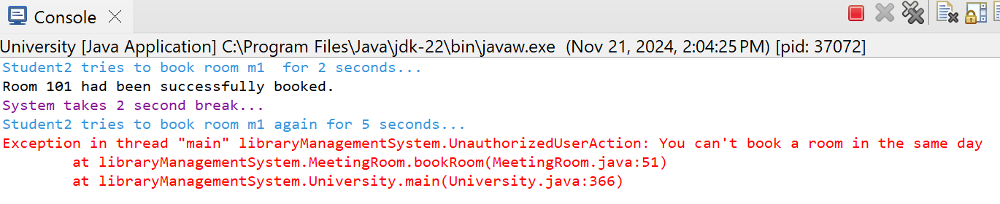 Console
University [Java Application] C:\Program Files\Java\jdk-22\bin\javaw.exe  (Nov 21, 2024, 2:04:25 PM) [pid: 37072]
Student2 tries to book room m1  for 2 seconds...
Room 101 had been successfully booked.
System takes 2 second break...
Student2 tries to book room m1 again for 5 seconds...
Exception in thread "main" libraryManagementSystem.UnauthorizedUserAction: You can't book a room in the same day
        at libraryManagementSystem.MeetingRoom.bookRoom(MeetingRoom.java:51)
        at libraryManagementSystem.University.main(University.java:366)